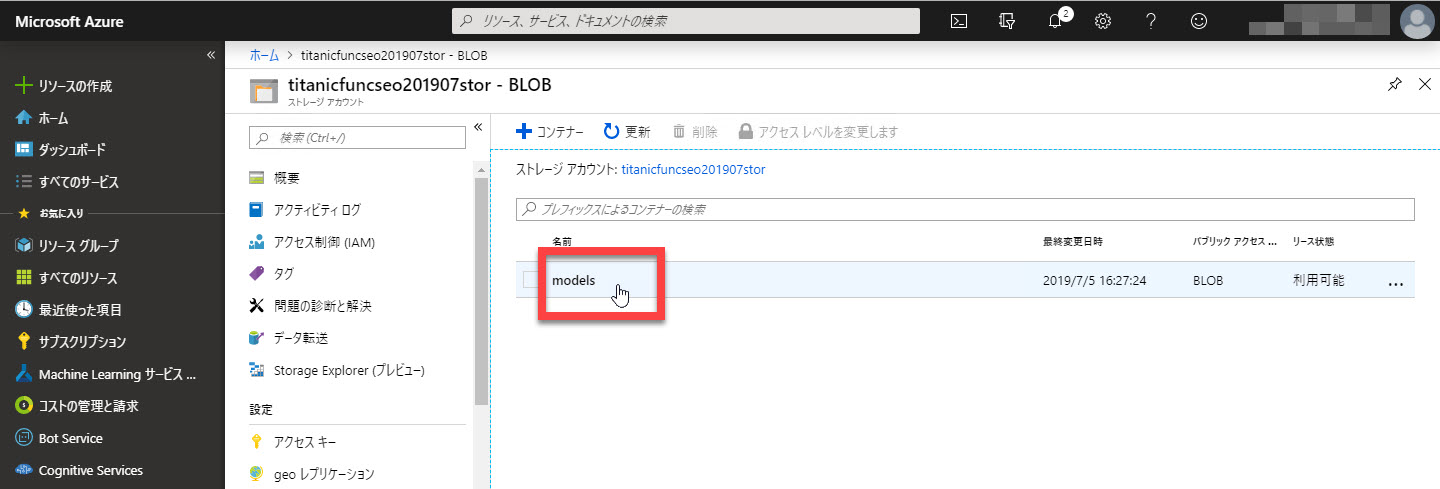 Microsoft Azure
リソース、サービス、ドキュメントの検索
2
«
リソースの作成
ホーム
ダッシュボード
すべてのサービス
お気に入り
リソース グループ
すべてのリソース
最近使った項目
サブスクリプション
Machine Learning サービス ...
コストの管理と請求
Bot Service
Cognitive Services
ホーム > titanicfuncseo201907stor - BLOB
titanicfuncseo201907stor - BLOB
ストレージ アカウント
検索 (Ctrl+/)
«
概要
アクティビティ ログ
アクセス制御 (IAM)
タグ
問題の診断と解決
データ転送
Storage Explorer (プレビュー)
設定
アクセス キー
geo レプリケーション
コンテナー 更新 削除 アクセス レベルを変更します
ストレージ アカウント: titanicfuncseo201907stor
プレフィックスによるコンテナーの検索
名前 最終変更日時 パブリック アクセス ... リース状態
models 2019/7/5 16:27:24 BLOB 利用可能 ...